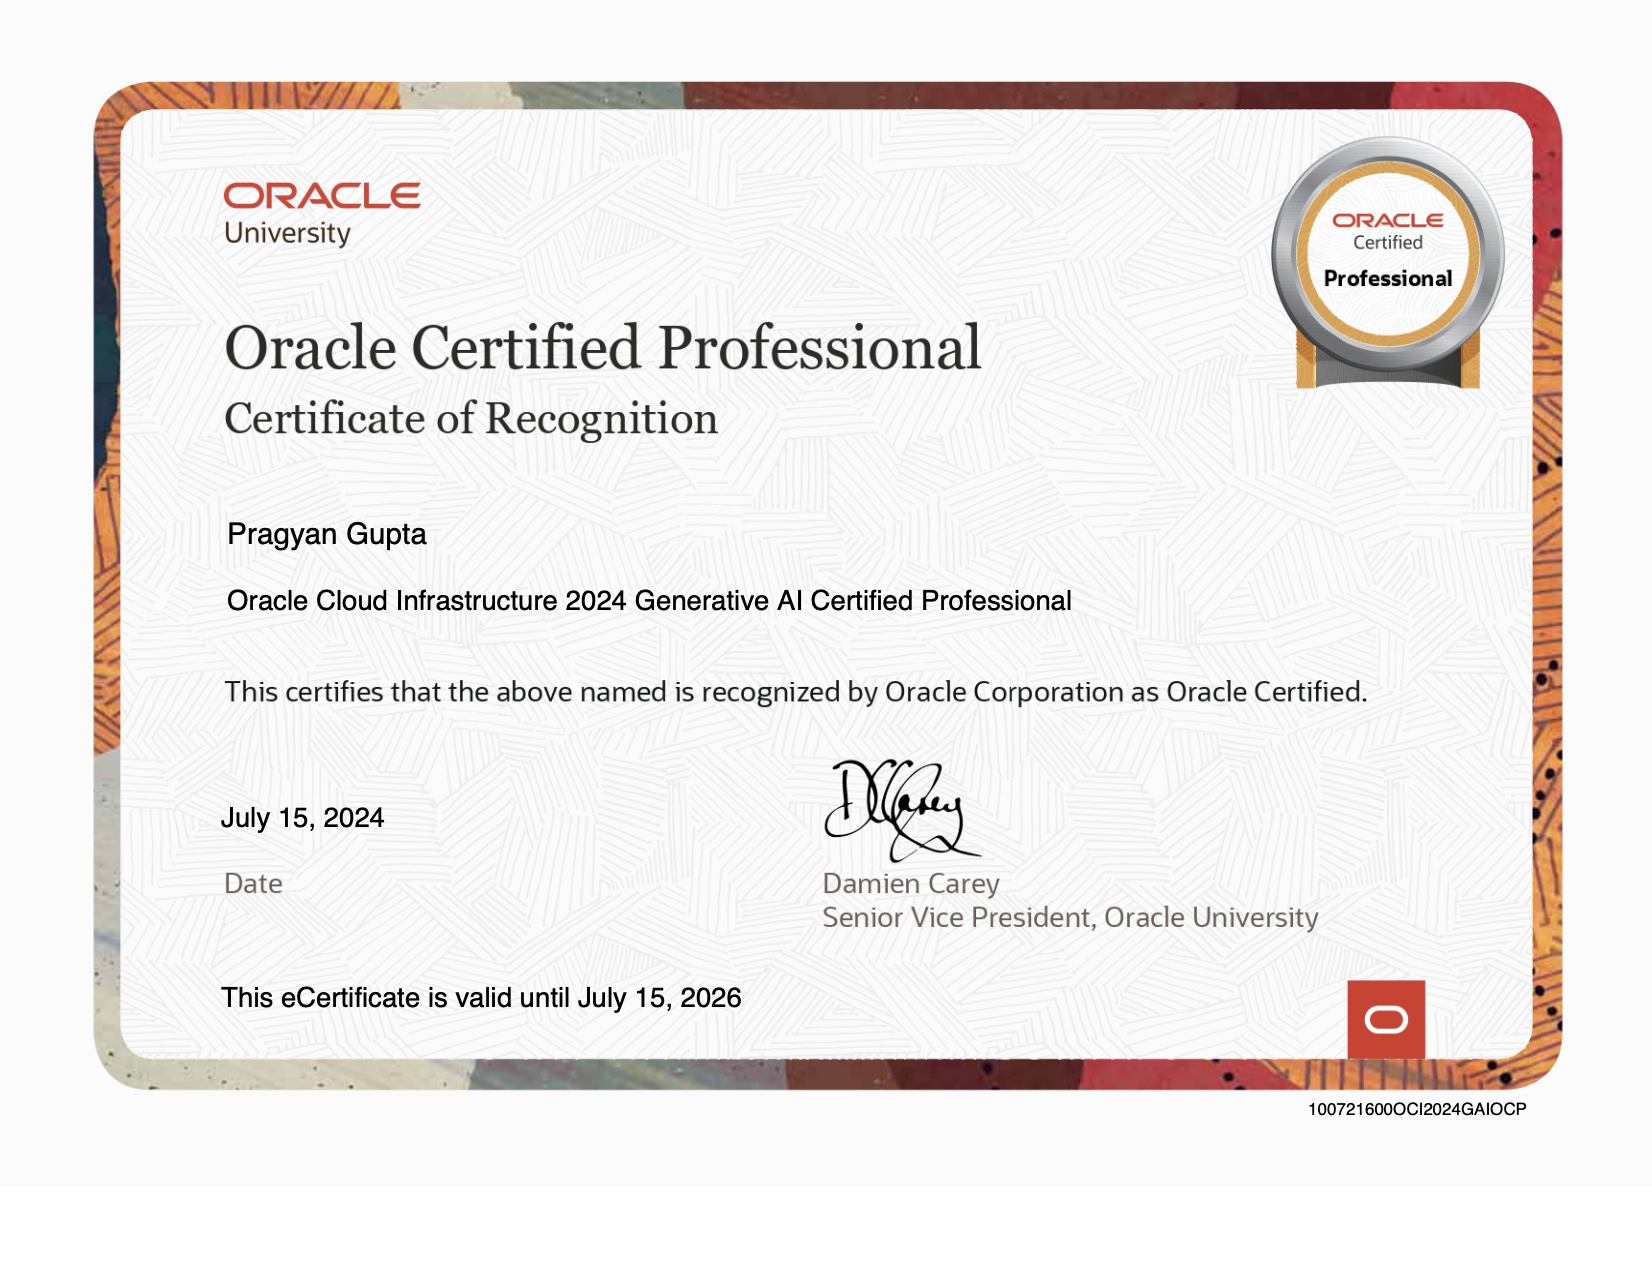 ORACLE
University
ORACLE
Certified
Professional
Oracle Certified Professional
Certificate of Recognition
Pragyan Gupta
Oracle Cloud Infrastructure 2024 Generative AI Certified Professional
This certifies that the above named is recognized by Oracle Corporation as Oracle Certified.
DCarey
July 15, 2024
Date
Damien Carey
Senior Vice President, Oracle University
This eCertificate is valid until July 15, 2026
100721600OCI2024GAIOCP